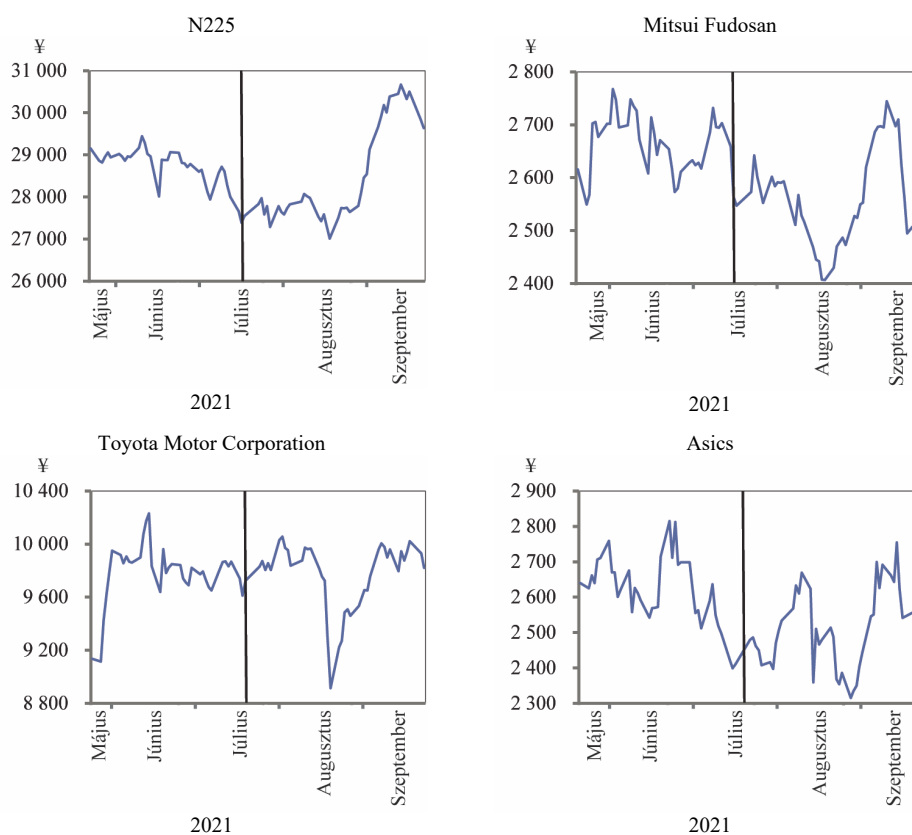 N225
¥
31 000
30 000
29 000
28 000
27 000
26 000
Május
Június
Július
Augusztus
Szeptember
2021
Mitsui Fudosan
¥
2 800
2 700
2 600
2 500
2 400
Május
Június
Július
Augusztus
Szeptember
2021
Toyota Motor Corporation
¥
10 400
10 000
9 600
9 200
8 800
Május
Június
Július
Augusztus
Szeptember
2021
Asics
¥
2 900
2 800
2 700
2 600
2 500
2 400
2 300
Május
Június
Július
Augusztus
Szeptember
2021